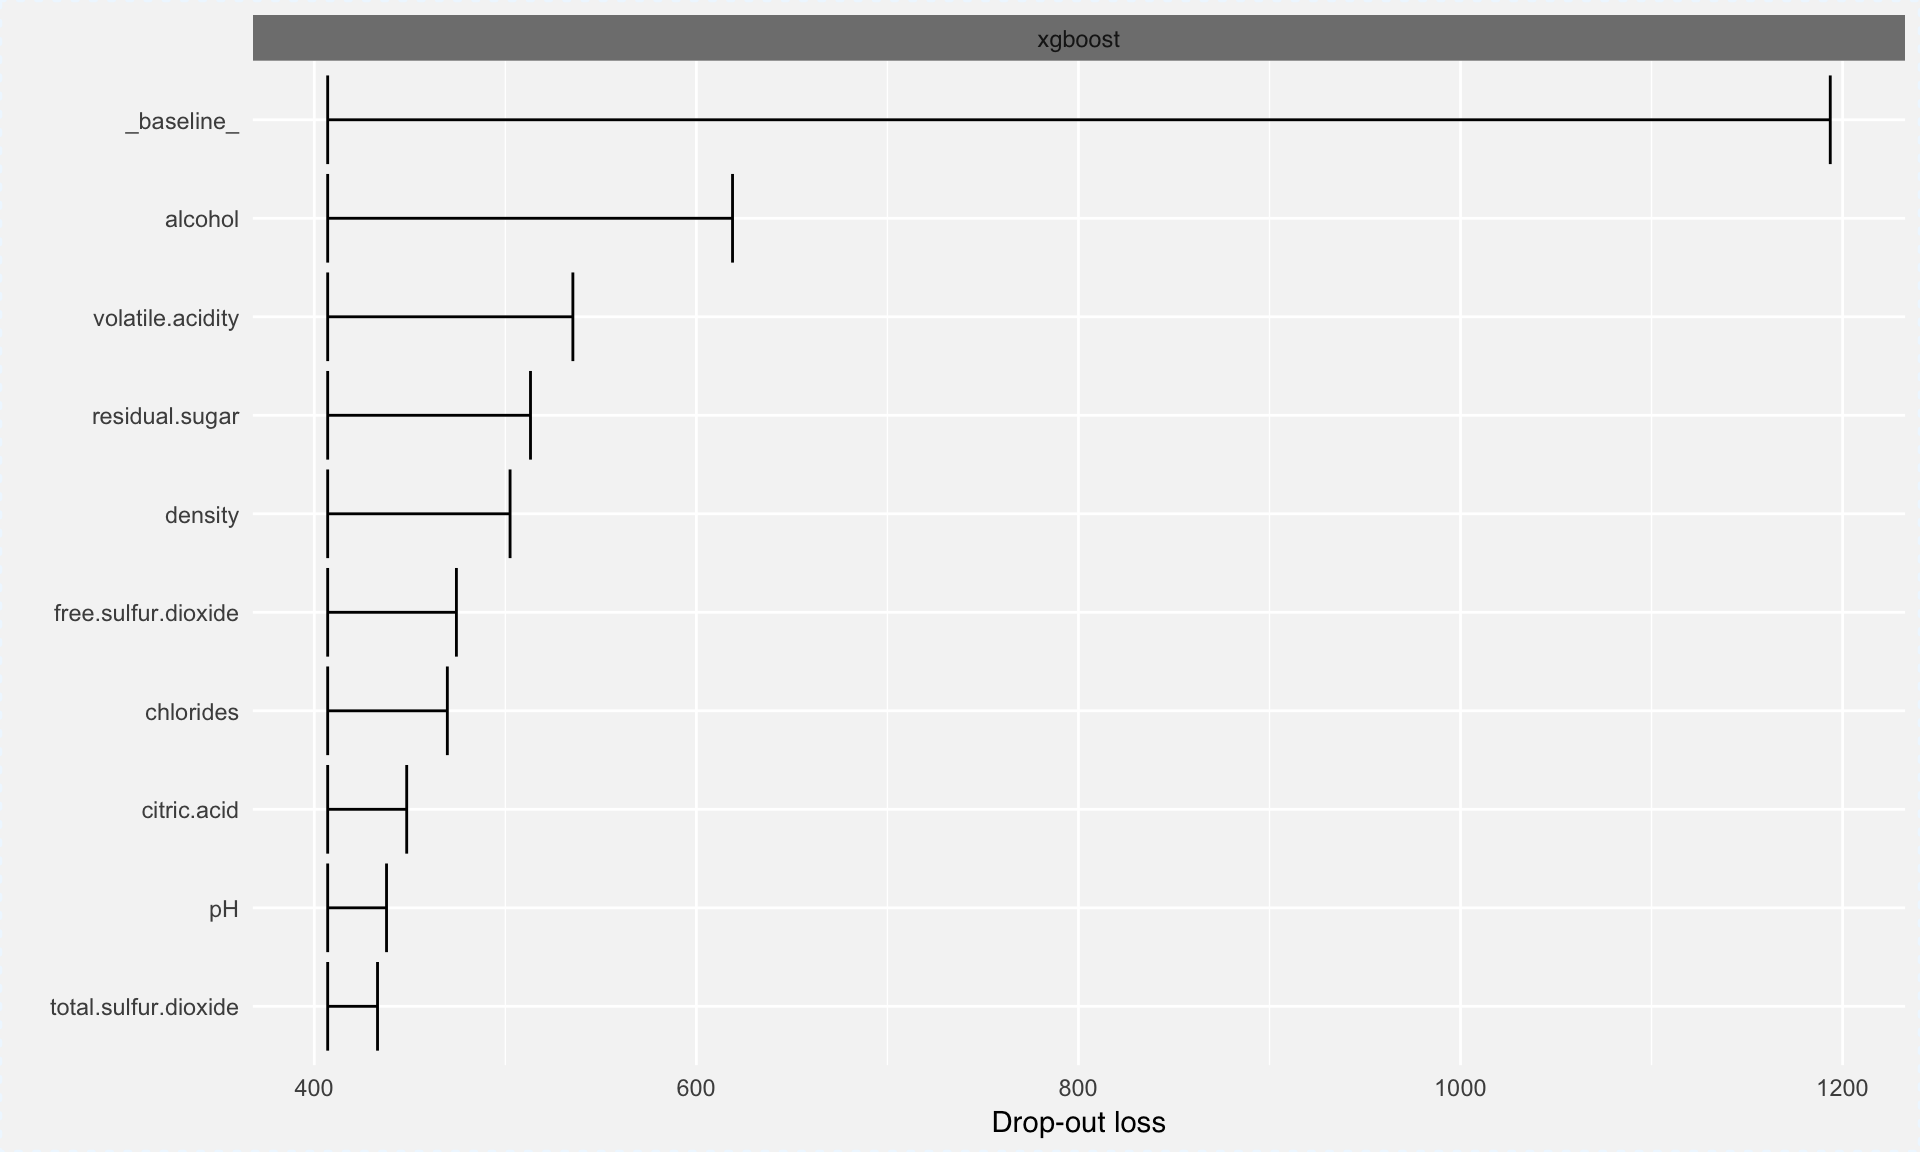 xgboost
_baseline_
alcohol
volatile.acidity
residual.sugar
density
free.sulfur.dioxide
chlorides
citric.acid
pH
total.sulfur.dioxide
400 600 800 1000 1200
Drop-out loss